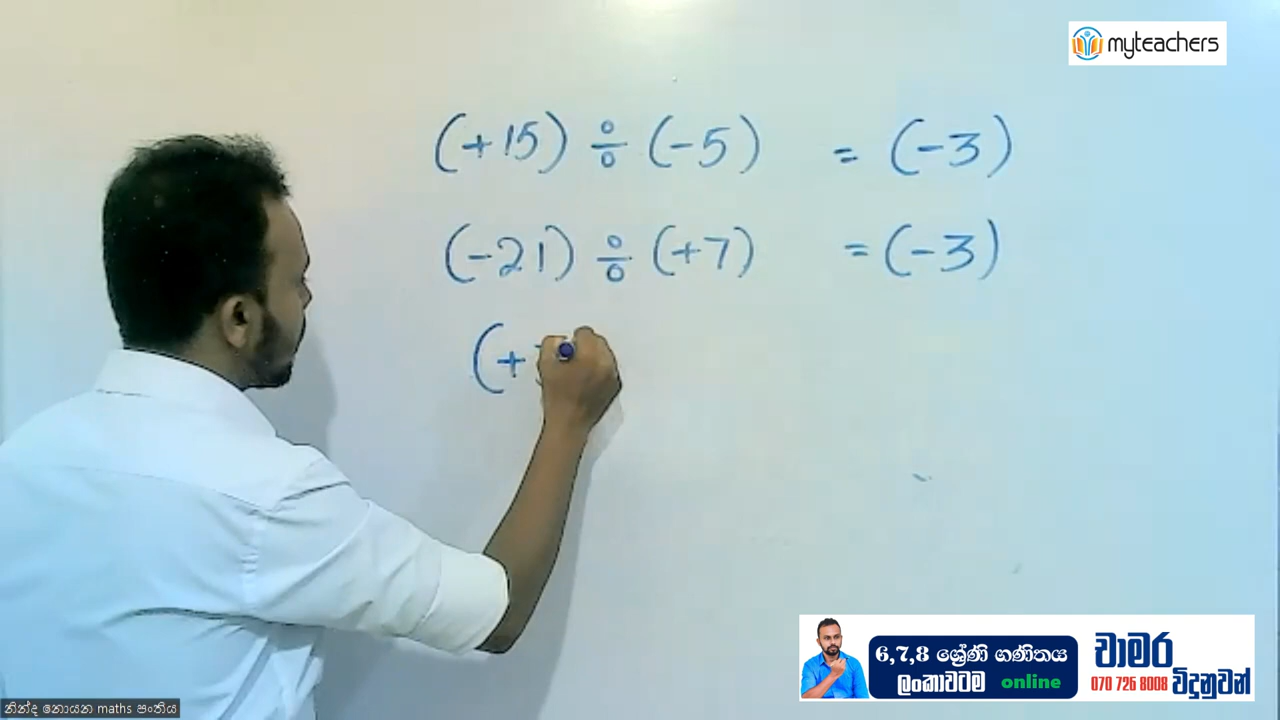 myteachers
(+15) ÷ (-5) = (-3)
(-21) ÷ (+7) = (-3)
(+
6,7,8 ශ්‍රේණි ගණිතය
ලංකාවටම online
චාමර
070 726 8008 විදුනුවන්
නින්ද නොයන maths පංතිය